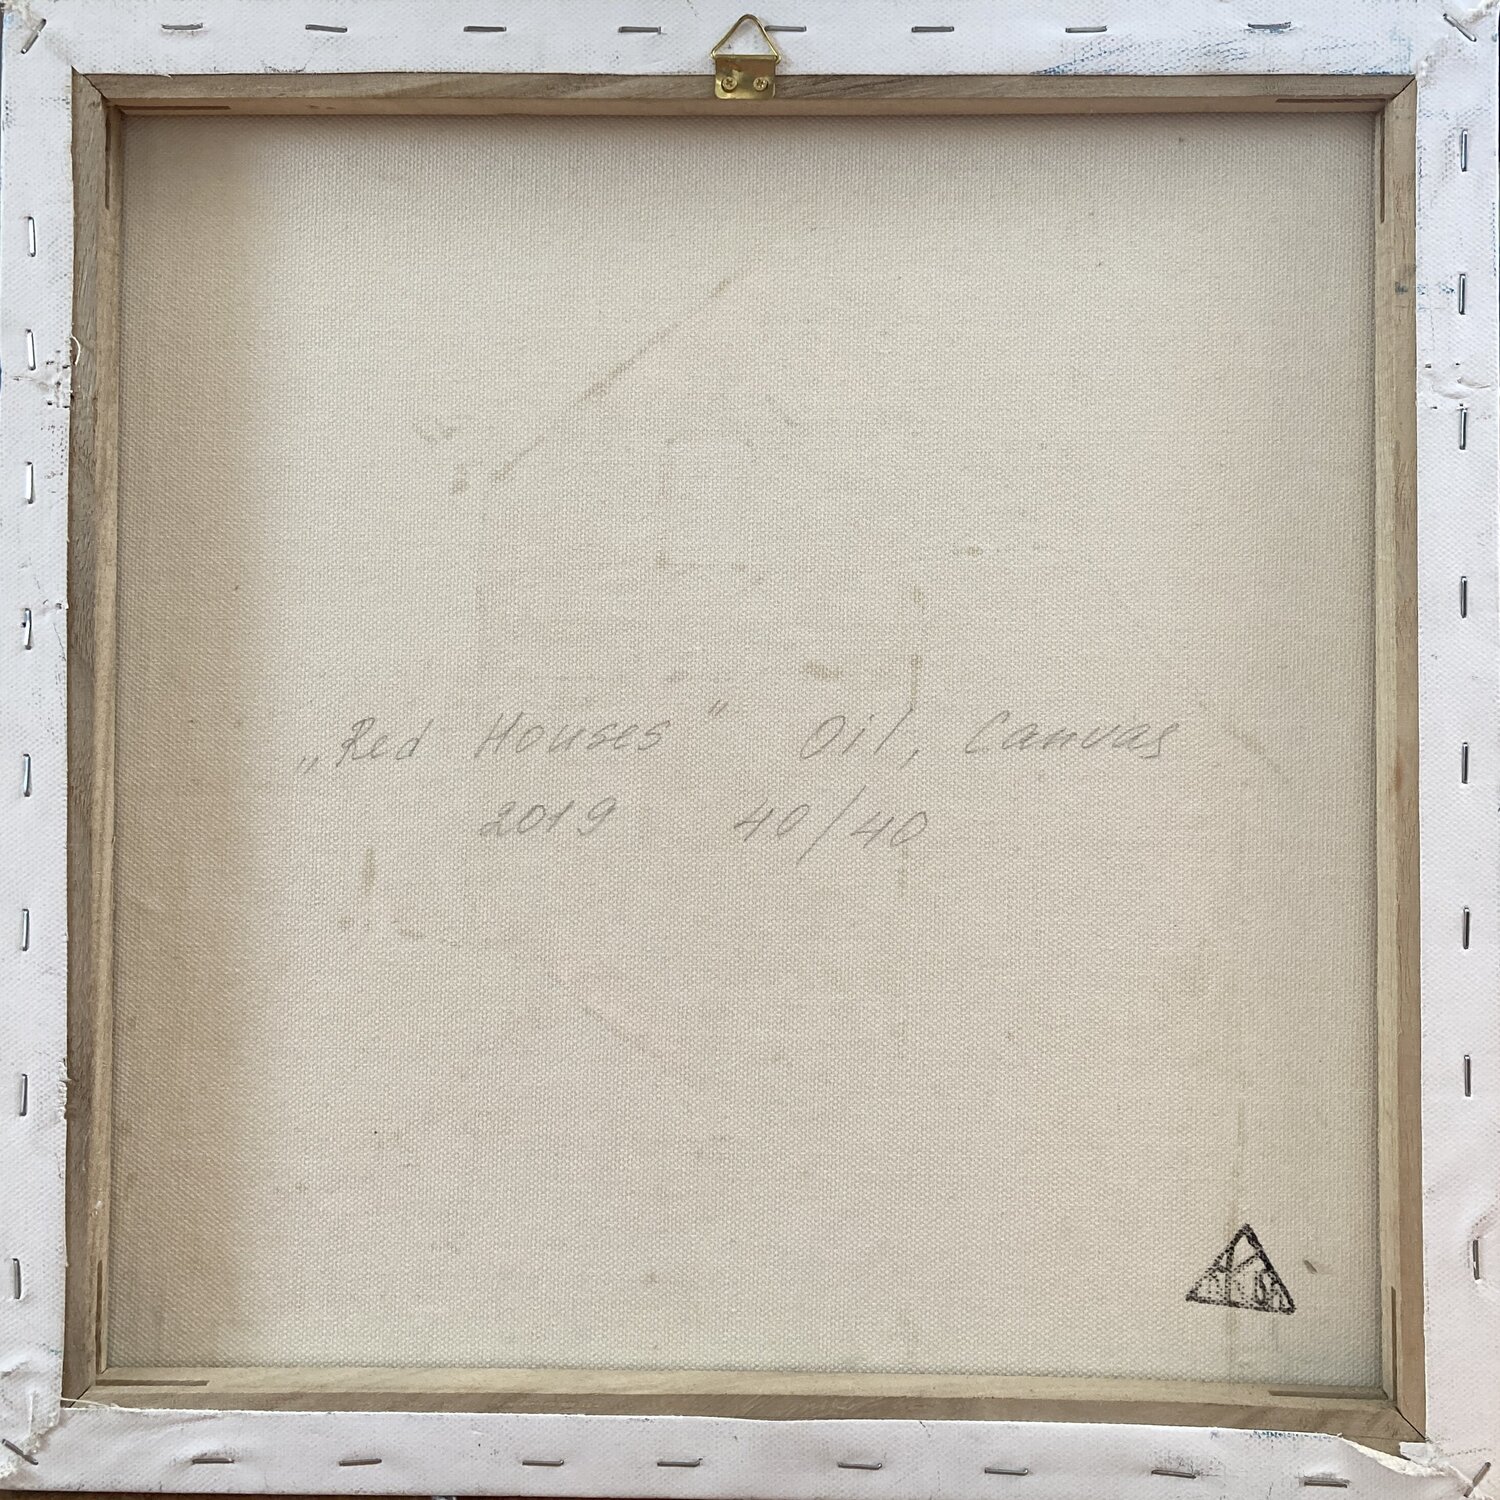 „Red Houses" Oil, Canvas
2019 40/40